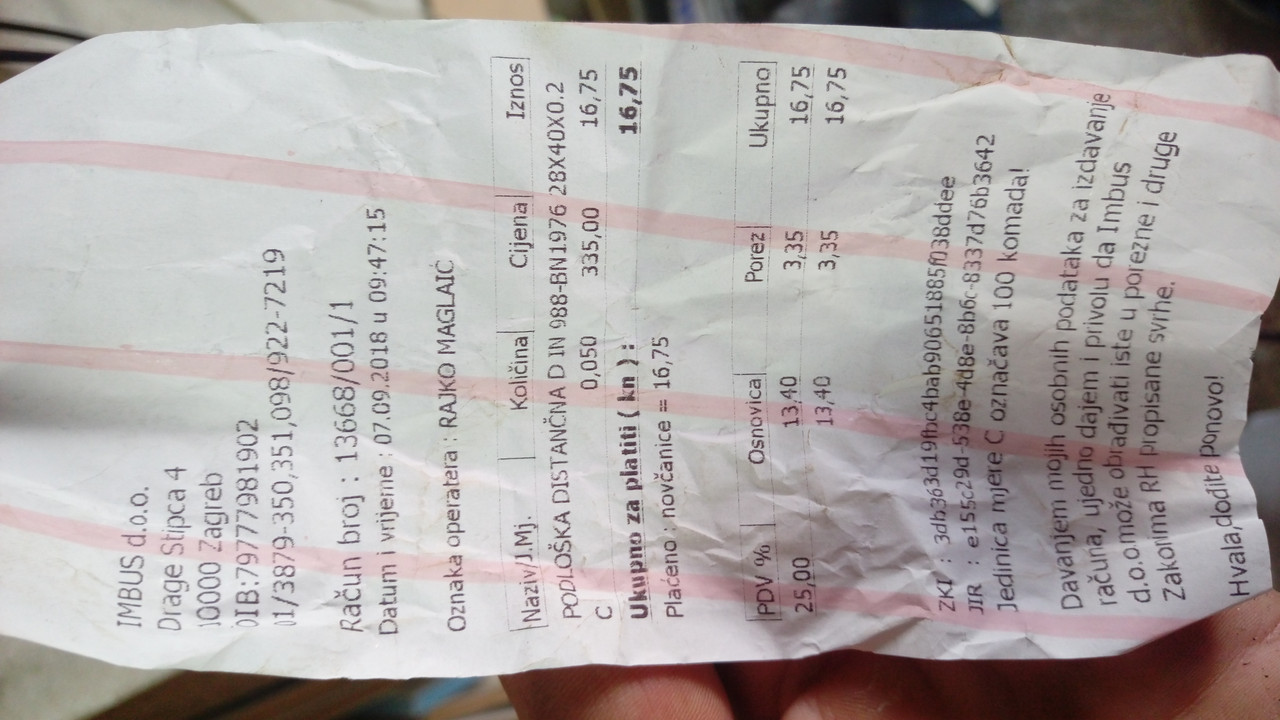 IMBUS d.o.o.
Drage Stipca 4
10000 Zagreb
OIB:79777981902
01/3879-350,351,098/922-7219
Račun broj : 13668/001/1
Datum i vrijeme : 07.09.2018 u 09:47:15
Oznaka operatera : RAJKO MAGLAIĆ
Naziv/J.Mj. Količina Cijena Iznos
PODLOŠKA DISTANČNA D IN 988-BN1976 28X40X0.2
C 0,050 335,00 16,75
Ukupno za platiti ( kn ) : 16,75
Plaćeno : novčanice = 16,75
PDV % Osnovica Porez Ukupno
25,00 13,40 3,35 16,75
13,40 3,35 16,75
ZKI : 3db363d19fbc4bab90651885f038ddee
JIR : e155c29d-538e-4d8e-8b6c-8337d76b3642
Jedinica mjere C označava 100 komada!
Davanjem mojih osobnih podataka za izdavanje
računa, ujedno dajem i privolu da Imbus
d.o.o.može obrađivati iste u porezne i druge
Zakonima RH propisane svrhe.
Hvala,dođite ponovo!